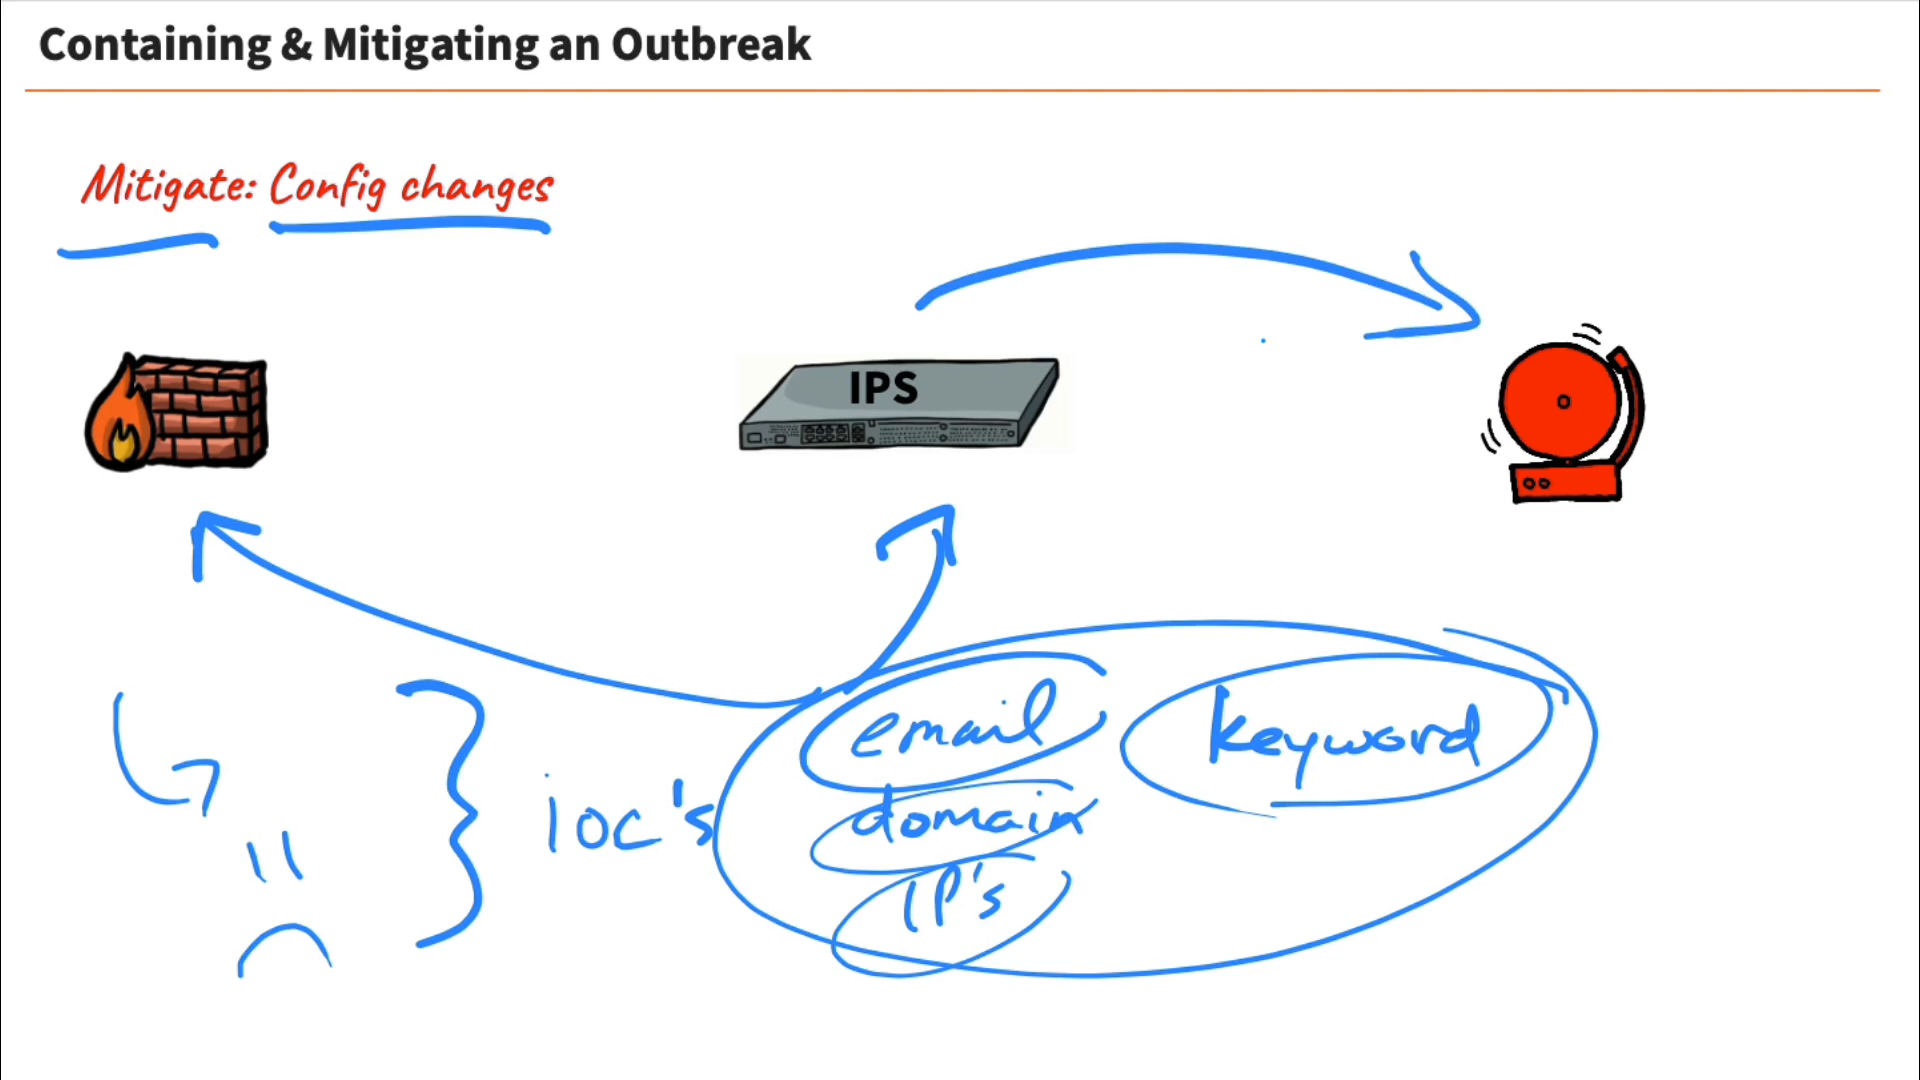 Containing & Mitigating an Outbreak
Mitigate: Config changes
IPS
email
keyword
ioc's
domain
IP's